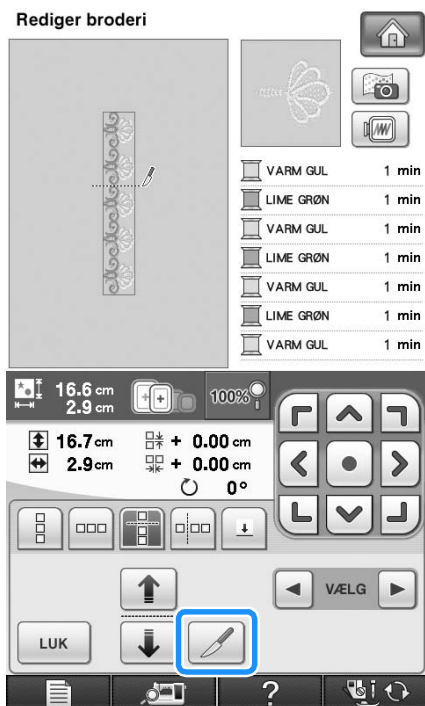 Rediger broderi
VARM GUL 1 min
LIME GRØN 1 min
VARM GUL 1 min
LIME GRØN 1 min
VARM GUL 1 min
LIME GRØN 1 min
VARM GUL 1 min
16.6 cm
2.9 cm
100%
16.7 cm + 0.00 cm
2.9 cm + 0.00 cm
0°
VÆLG
LUK
?